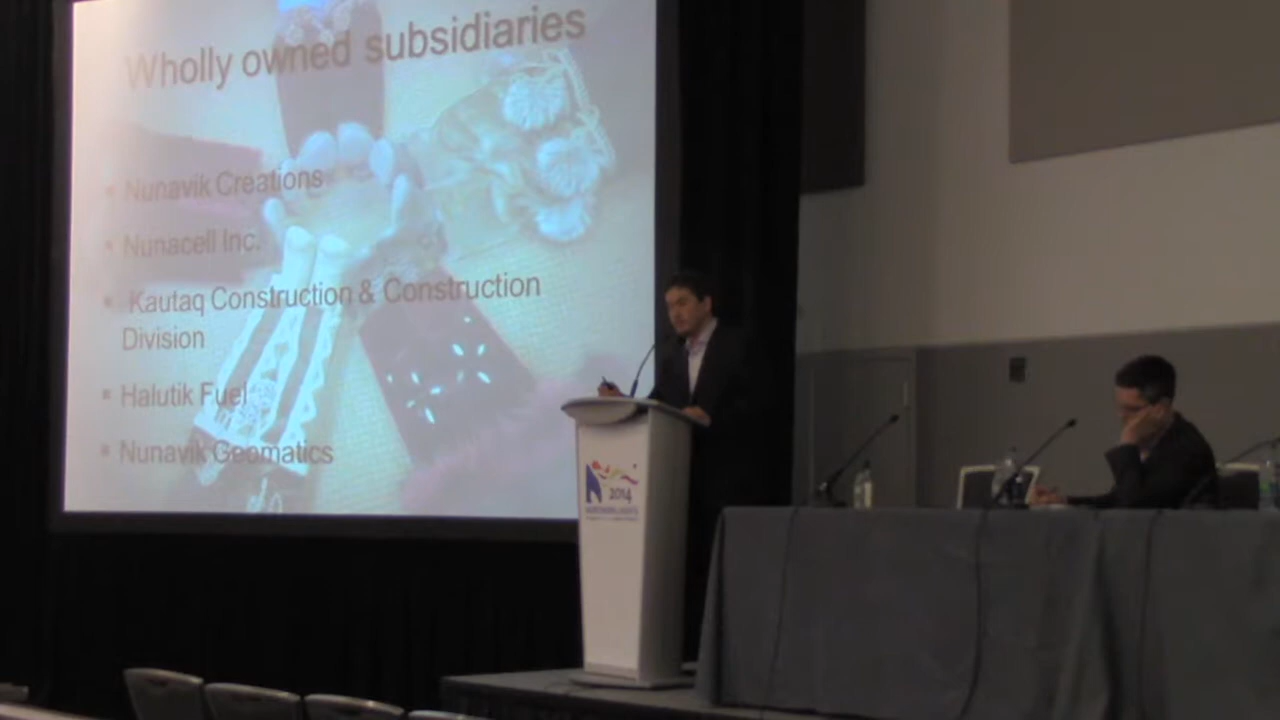 Wholly owned subsidiaries
Nunavik Creations
Nunacell Inc.
Kautaq Construction & Construction
Division
Halutik Fuel
Nunavik Geomatics
2014